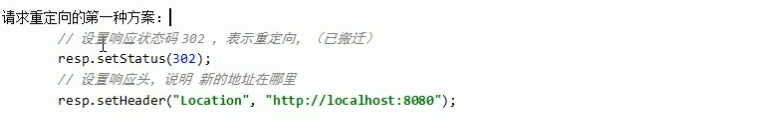 请求重定向的第一种方案：
// 设置响应状态码 302 ，表示重定向，（已搬迁）
resp.setStatus(302);
// 设置响应头，说明 新的地址在哪里
resp.setHeader("Location", "http://localhost:8080");